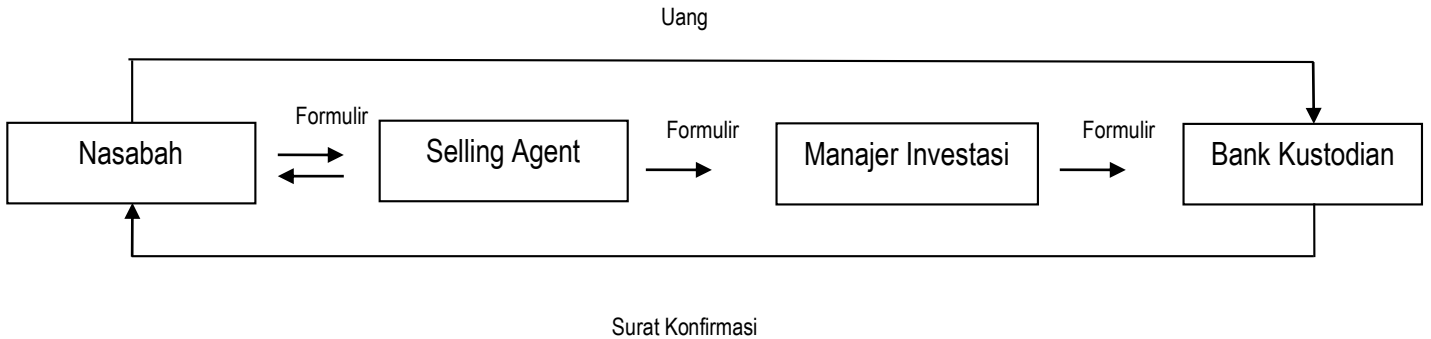 Uang
Formulir
Formulir
Formulir
Nasabah
Selling Agent
Manajer Investasi
Bank Kustodian
Surat Konfirmasi